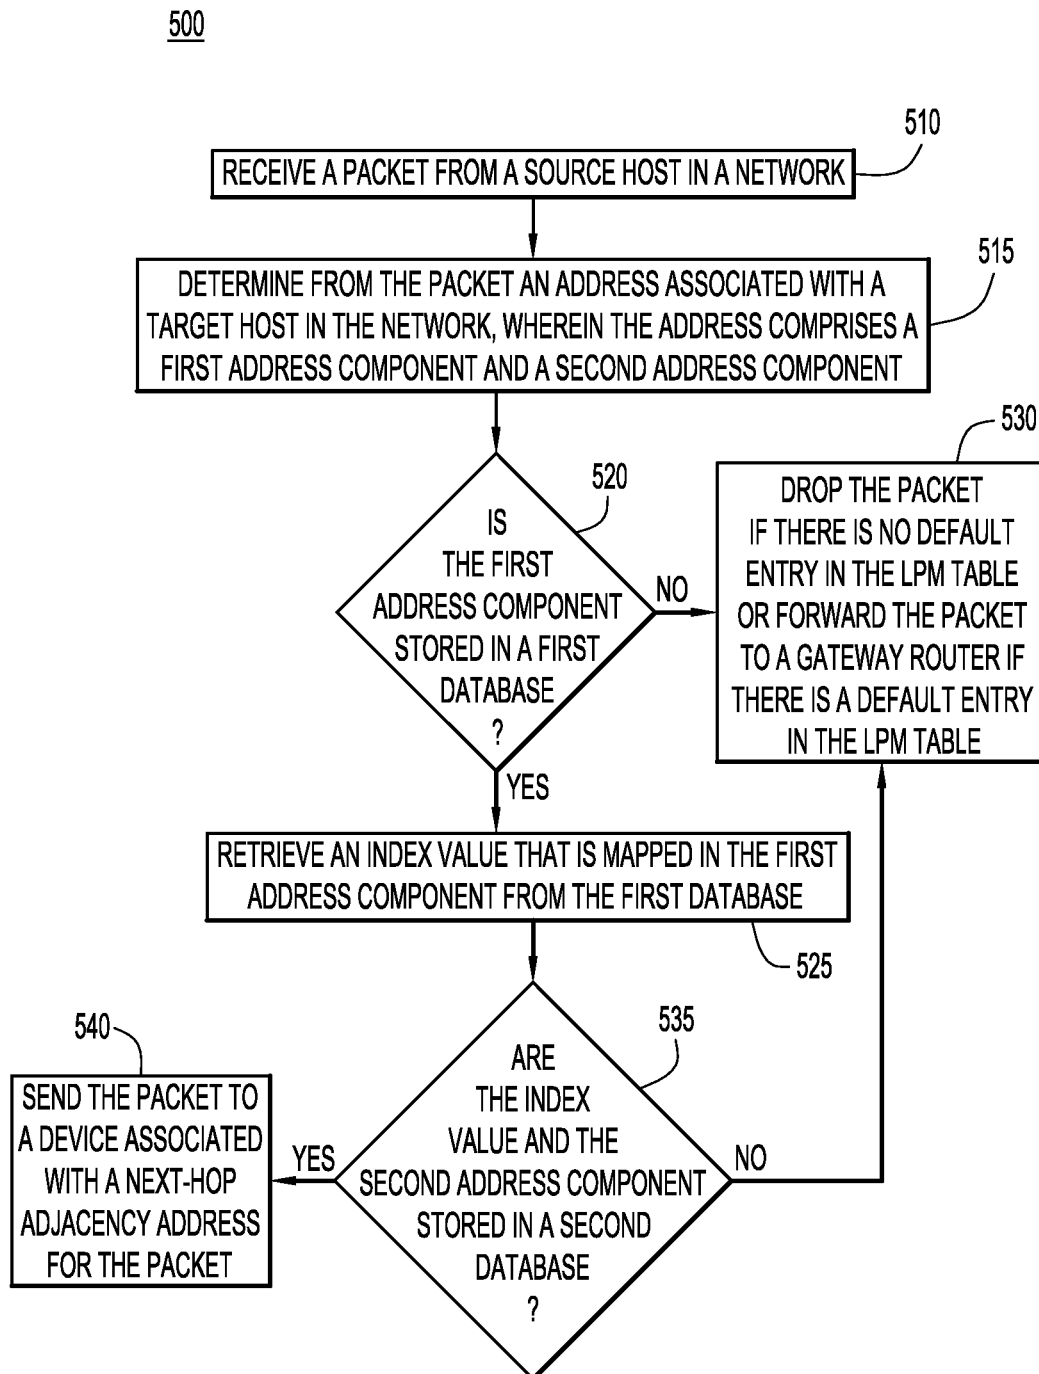 500
510
RECEIVE A PACKET FROM A SOURCE HOST IN A NETWORK
515
DETERMINE FROM THE PACKET AN ADDRESS ASSOCIATED WITH A
TARGET HOST IN THE NETWORK, WHEREIN THE ADDRESS COMPRISES A
FIRST ADDRESS COMPONENT AND A SECOND ADDRESS COMPONENT
520
IS
THE FIRST
ADDRESS COMPONENT
STORED IN A FIRST
DATABASE
?
NO
530
DROP THE PACKET
IF THERE IS NO DEFAULT
ENTRY IN THE LPM TABLE
OR FORWARD THE PACKET
TO A GATEWAY ROUTER IF
THERE IS A DEFAULT ENTRY
IN THE LPM TABLE
YES
RETRIEVE AN INDEX VALUE THAT IS MAPPED IN THE FIRST
ADDRESS COMPONENT FROM THE FIRST DATABASE
525
535
ARE
THE INDEX
VALUE AND THE
SECOND ADDRESS COMPONENT
STORED IN A SECOND
DATABASE
?
NO
YES
540
SEND THE PACKET TO
A DEVICE ASSOCIATED
WITH A NEXT-HOP
ADJACENCY ADDRESS
FOR THE PACKET